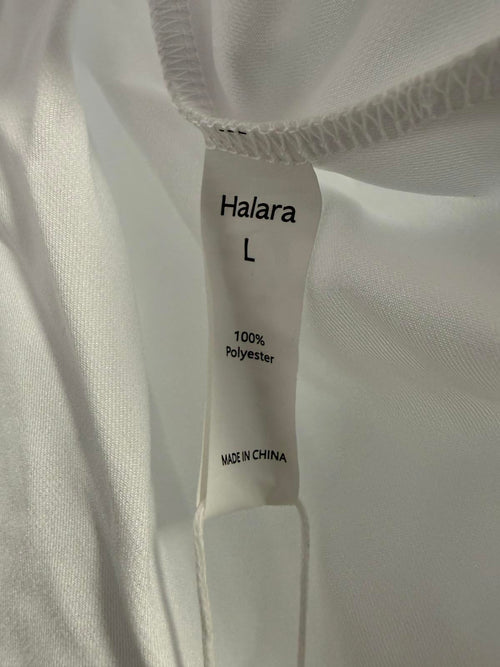 Halara
L
100%
Polyester
MADE IN CHINA